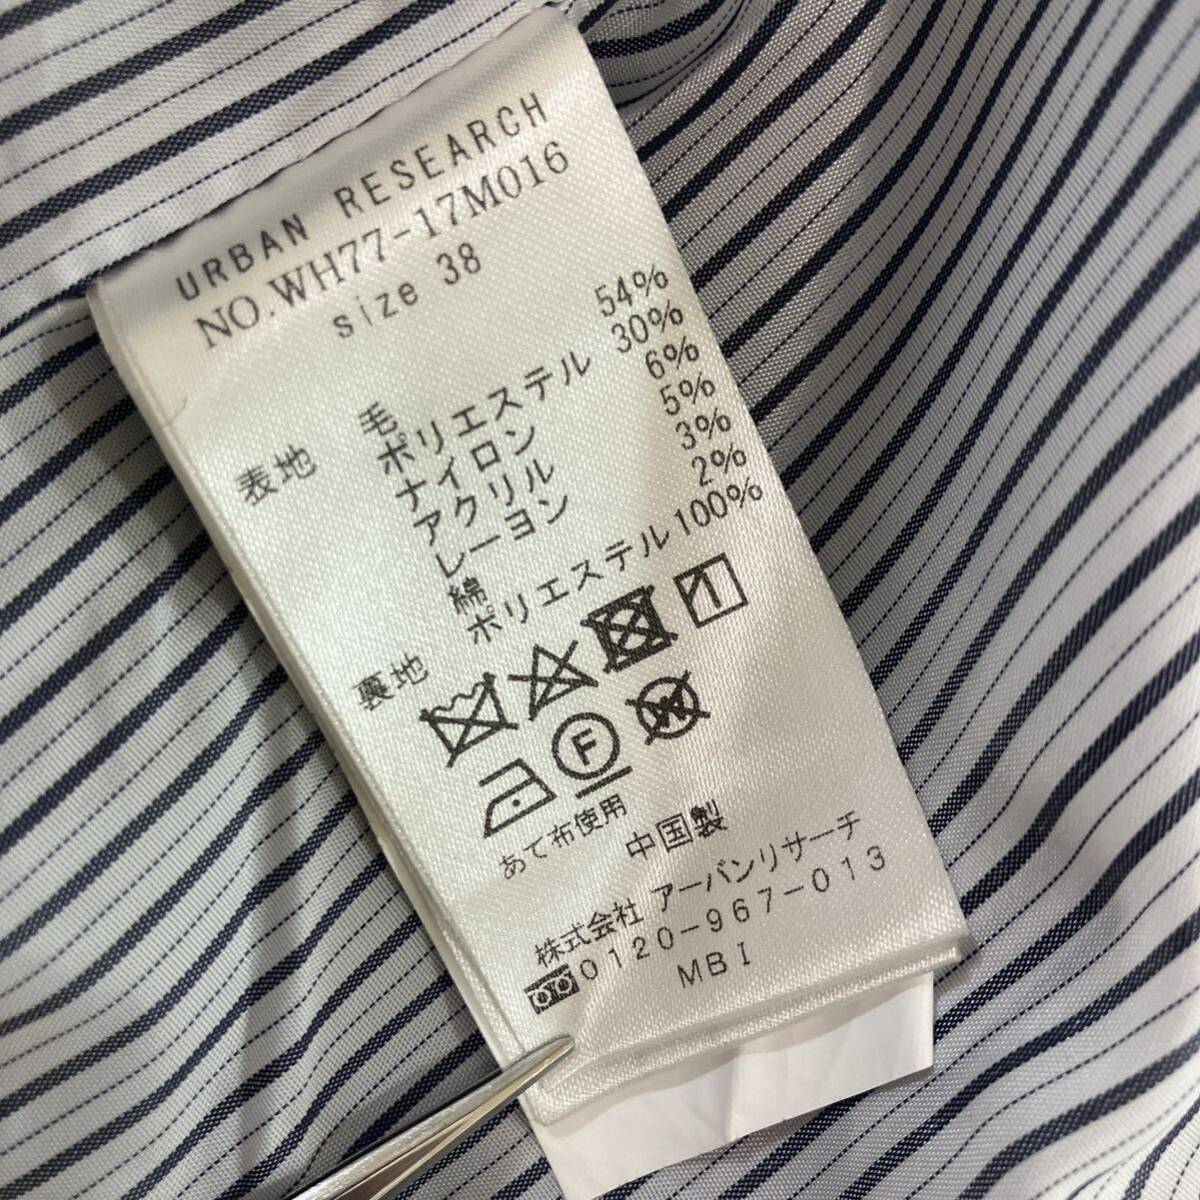 URBAN RESEARCH
NO.WH77-17M016
size 38
表地 毛 54%
ポリエステル 30%
ナイロン 6%
アクリル 5%
レーヨン 3%
綿 2%
裏地 ポリエステル 100%
F
W
あて布使用
中国製
株式会社 アーバンリサーチ
0120-967-013
MBI